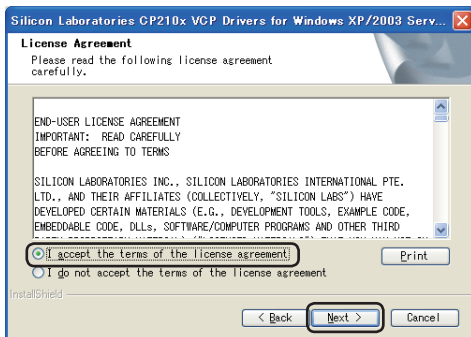 Silicon Laboratories CP210x VCP Drivers for Windows XP/2003 Serv...
License Agreement
Please read the following license agreement
carefully.
END-USER LICENSE AGREEMENT
IMPORTANT: READ CAREFULLY
BEFORE AGREEING TO TERMS
SILICON LABORATORIES INC., SILICON LABORATORIES INTERNATIONAL PTE.
LTD., AND THEIR AFFILIATES (COLLECTIVELY, "SILICON LABS") HAVE
DEVELOPED CERTAIN MATERIALS (E.G., DEVELOPMENT TOOLS, EXAMPLE CODE,
EMBEDDABLE CODE, DLLs, SOFTWARE/COMPUTER PROGRAMS AND OTHER THIRD
I accept the terms of the license agreement
Print
I do not accept the terms of the license agreement
InstallShield
< Back Next > Cancel